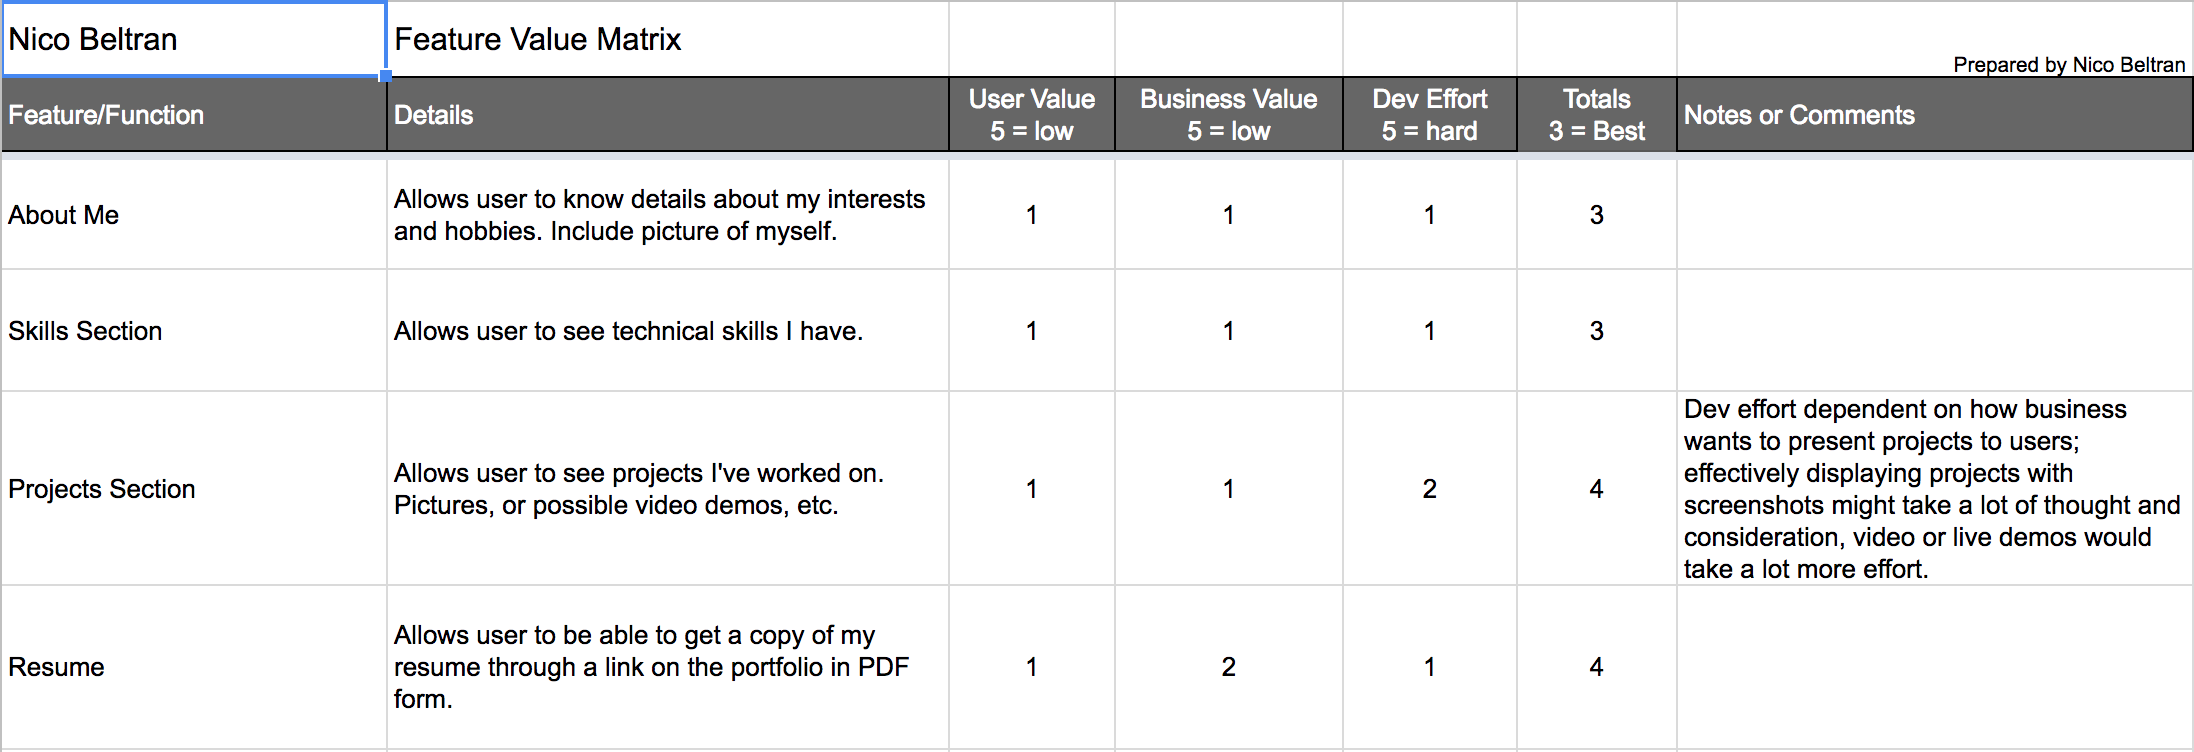 Nico Beltran
Feature Value Matrix
Prepared by Nico Beltran
Feature/Function
Details
User Value
5 = low
Business Value
5 = low
Dev Effort
5 = hard
Totals
3 = Best
Notes or Comments
About Me
Allows user to know details about my interests
and hobbies. Include picture of myself.
1
1
1
3
Skills Section
Allows user to see technical skills I have.
1
1
1
3
Projects Section
Allows user to see projects I've worked on.
Pictures, or possible video demos, etc.
1
1
2
4
Dev effort dependent on how business
wants to present projects to users;
effectively displaying projects with
screenshots might take a lot of thought and
consideration, video or live demos would
take a lot more effort.
Resume
Allows user to be able to get a copy of my
resume through a link on the portfolio in PDF
form.
1
2
1
4